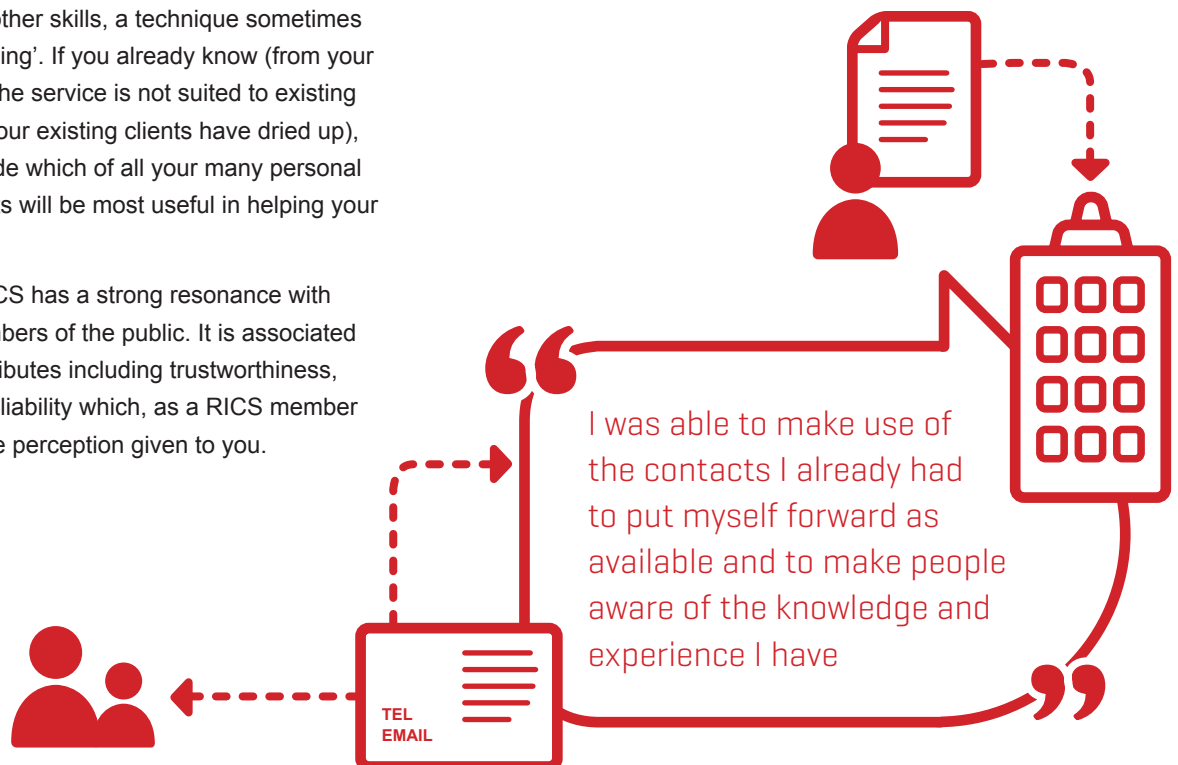 other skills, a technique sometimes
ing’. If you already know (from your
he service is not suited to existing
our existing clients have dried up),
de which of all your many personal
ts will be most useful in helping your
CS has a strong resonance with
bers of the public. It is associated
ributes including trustworthiness,
eliability which, as a RICS member
e perception given to you.
“
I was able to make use of
the contacts I already had
to put myself forward as
available and to make people
aware of the knowledge and
experience I have
”
TEL
EMAIL